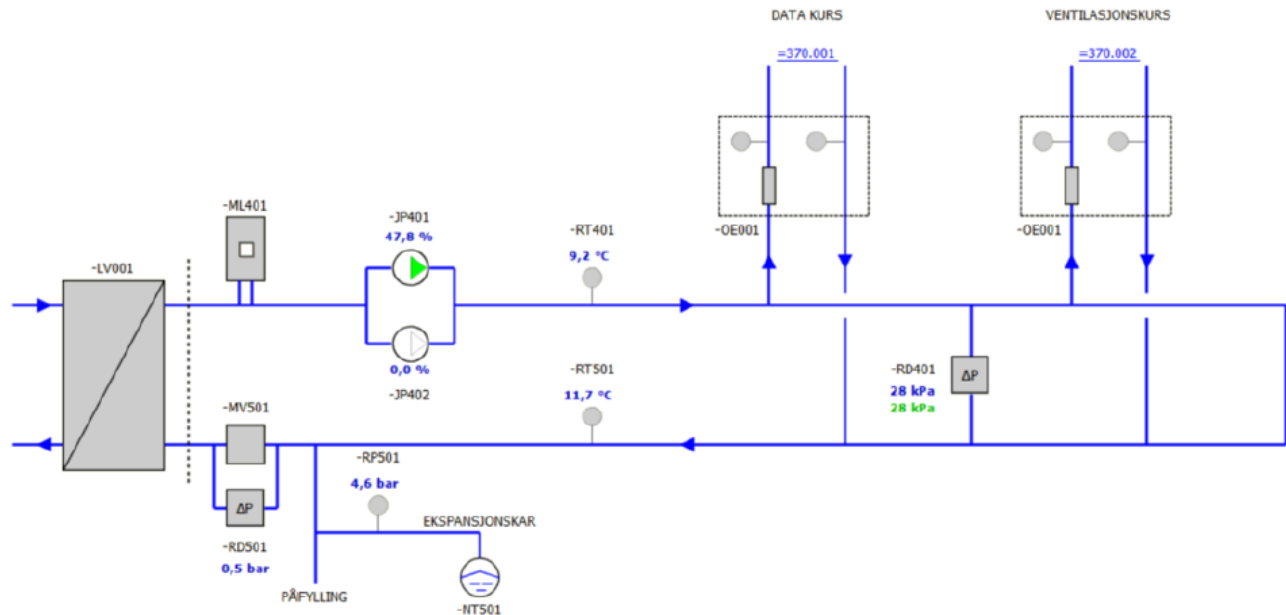 DATA KURS
VENTILASJONSKURS
=370.001
=370.002
-ML401
-JP401
47,8 %
-RT401
9,2 °C
-OE001
-OE001
-LV001
0,0 %
-JP402
-RT501
11,7 °C
-RD401
ΔP
28 kPa
28 kPa
-MV501
-RP501
4,6 bar
ΔP
-RD501
0,5 bar
EKSPANSJONSKAR
PÅFYLLING
-NT501